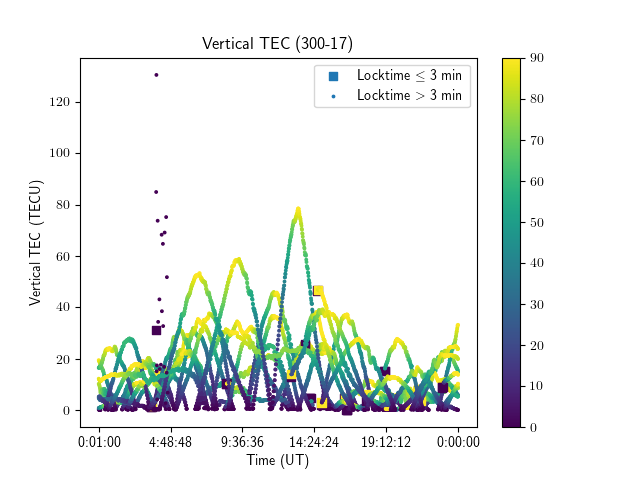 Vertical TEC (300-17)
Locktime ≤ 3 min
Locktime > 3 min
Vertical TEC (TECU)
120
100
80
60
40
20
0
0:01:00 4:48:48 9:36:36 14:24:24 19:12:12 0:00:00
Time (UT)
90
80
70
60
50
40
30
20
10
0